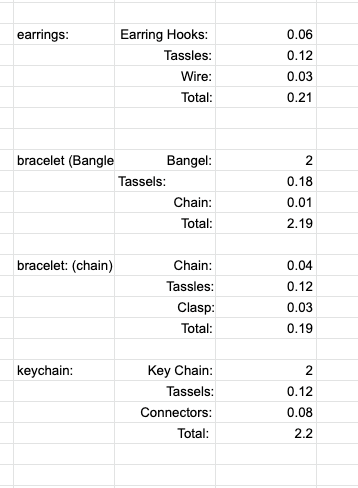 earrings: Earring Hooks: 0.06
Tassles: 0.12
Wire: 0.03
Total: 0.21
bracelet (Bangle Bangel: 2
Tassels: 0.18
Chain: 0.01
Total: 2.19
bracelet: (chain) Chain: 0.04
Tassles: 0.12
Clasp: 0.03
Total: 0.19
keychain: Key Chain: 2
Tassels: 0.12
Connectors: 0.08
Total: 2.2